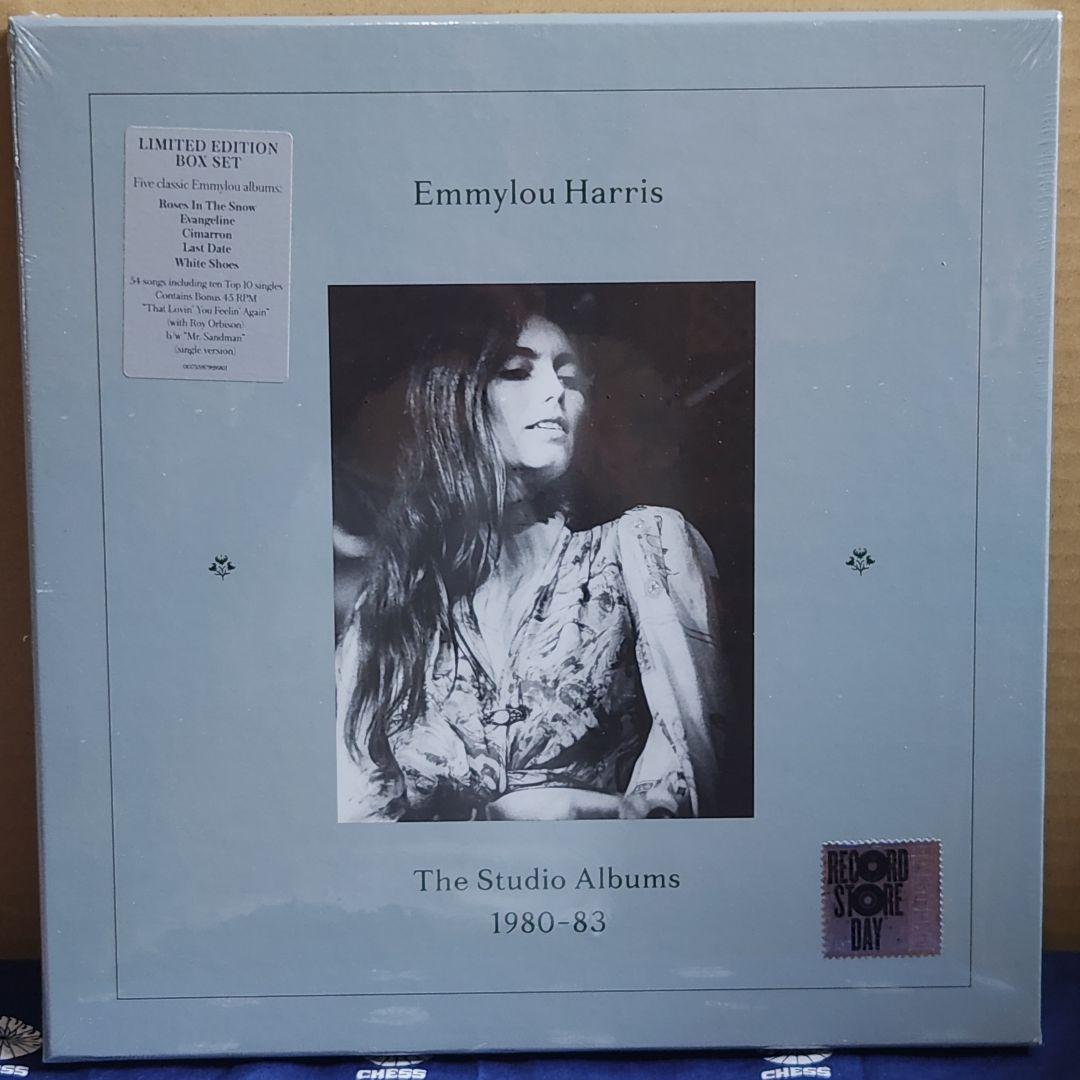 LIMITED EDITION
BOX SET
Five classic Emmylou albums:
Roses In The Snow
Evangeline
Cimarron
Last Date
White Shoes
54 songs including ten Top 10 singles
Contains Bonus 45 RPM
"That Lovin' You Feelin' Again"
(with Roy Orbison)
b/w "Mr. Sandman"
(single version)
Emmylou Harris
The Studio Albums
1980-83
RECORD
STORE
DAY
CHESS
CHESS